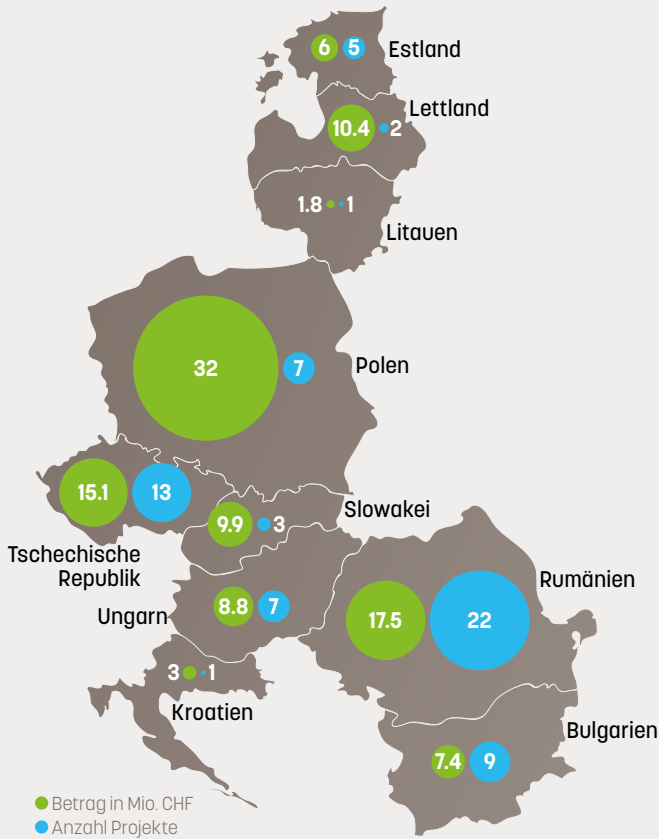 6 5 Estland
Lettland
10.4 2
1.8 1
Litauen
32 7 Polen
15.1 13
Slowakei
9.9 3
Tschechische
Republik
Rumänien
8.8 7
Ungarn
17.5 22
3 1
Kroatien
Bulgarien
7.4 9
Betrag in Mio. CHF
Anzahl Projekte